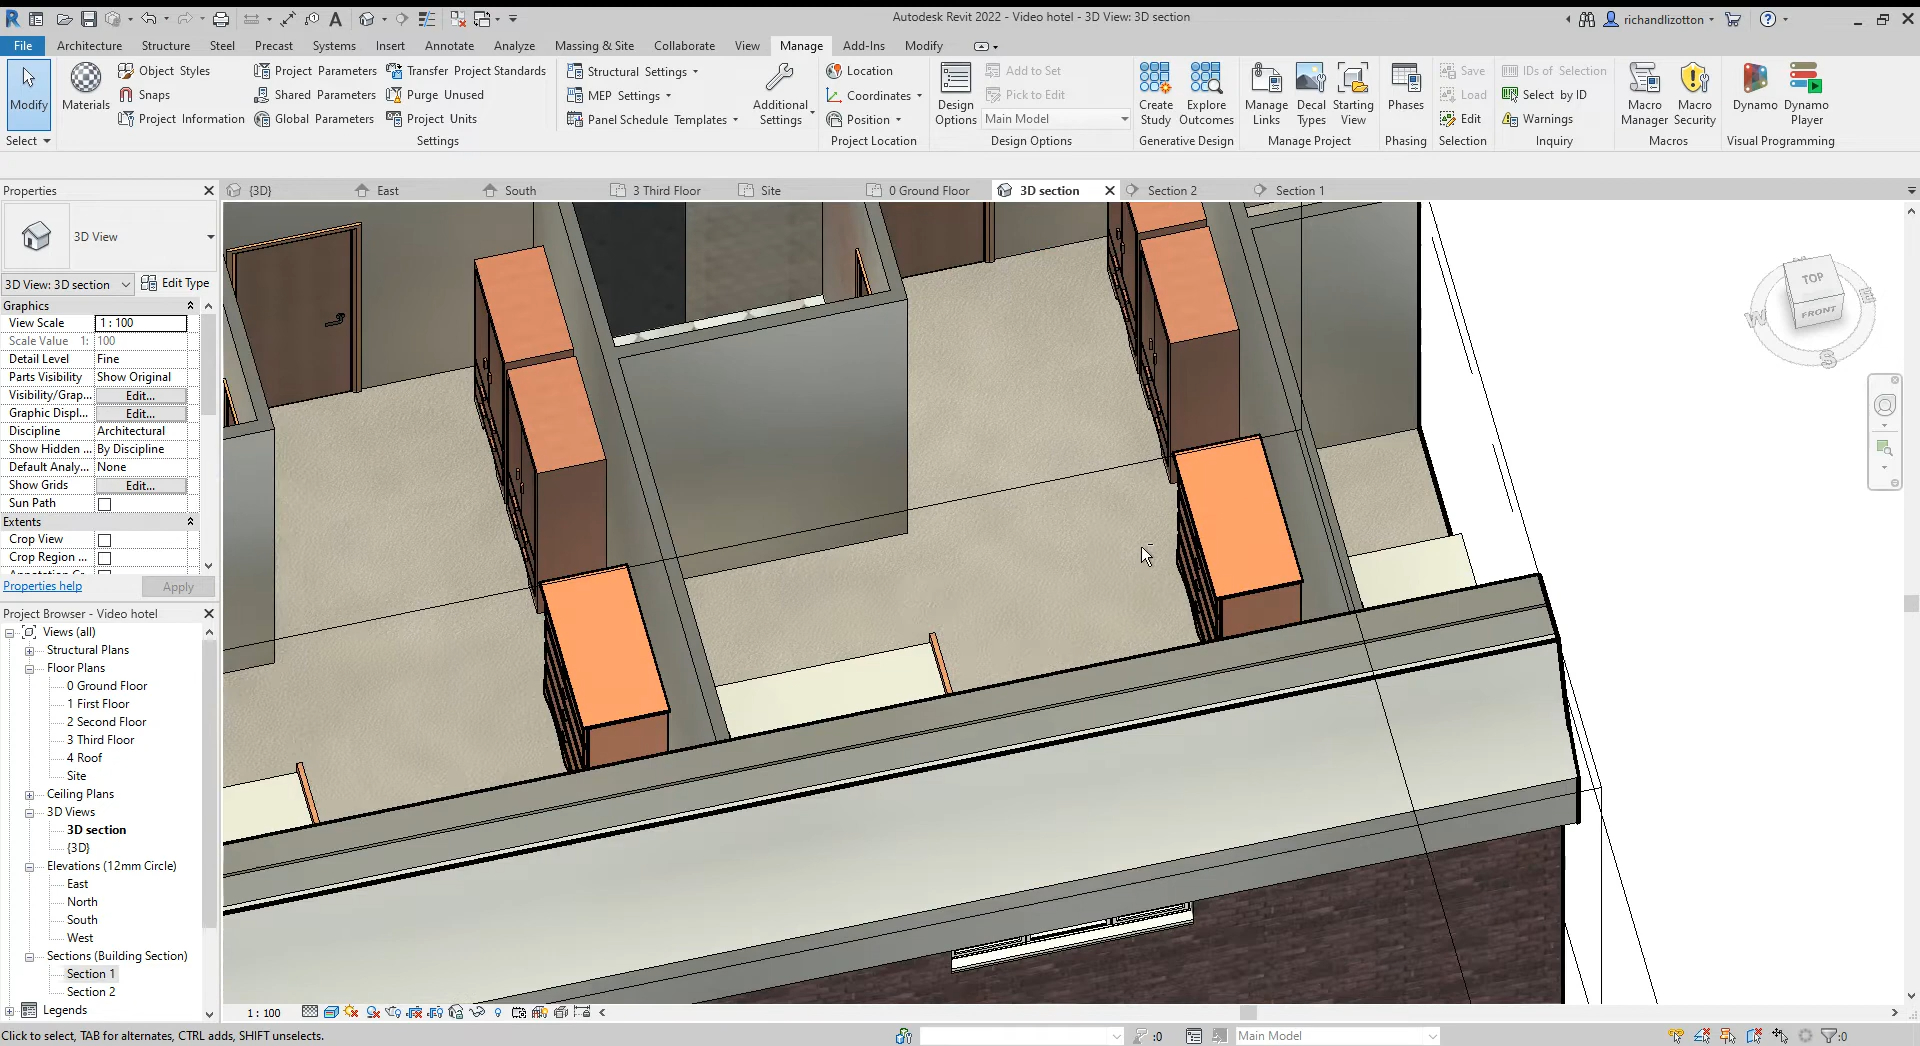 Autodesk Revit 2022 - Video hotel - 3D View: 3D section
richandlizotton
File
Architecture
Structure
Steel
Precast
Systems
Insert
Annotate
Analyze
Massing & Site
Collaborate
View
Manage
Add-Ins
Modify
Modify
Select
Materials
Object Styles
Snaps
Project Information
Project Parameters
Shared Parameters
Global Parameters
Transfer Project Standards
Purge Unused
Project Units
Settings
Structural Settings
MEP Settings
Panel Schedule Templates
Additional
Settings
Location
Coordinates
Position
Project Location
Design
Options
Add to Set
Pick to Edit
Main Model
Design Options
Create
Study
Explore
Outcomes
Generative Design
Manage
Links
Decal
Types
Starting
View
Manage Project
Phases
Phasing
Save
Load
Edit
Selection
IDs of Selection
Select by ID
Warnings
Inquiry
Macro
Manager
Macro
Security
Macros
Dynamo
Dynamo
Player
Visual Programming
{3D}
East
South
3 Third Floor
Site
0 Ground Floor
3D section
Section 2
Section 1
Properties
3D View
3D View: 3D section
Edit Type
Graphics
View Scale 1 : 100
Scale Value 1: 100
Detail Level Fine
Parts Visibility Show Original
Visibility/Grap... Edit...
Graphic Displ... Edit...
Discipline Architectural
Show Hidden ... By Discipline
Default Analy... None
Show Grids Edit...
Sun Path
Extents
Crop View
Crop Region ...
Properties help
Apply
Project Browser - Video hotel
Views (all)
Structural Plans
Floor Plans
0 Ground Floor
1 First Floor
2 Second Floor
3 Third Floor
4 Roof
Site
Ceiling Plans
3D Views
3D section
{3D}
Elevations (12mm Circle)
East
North
South
West
Sections (Building Section)
Section 1
Section 2
Legends
TOP
FRONT
W
E
S
1 : 100
Click to select, TAB for alternates, CTRL adds, SHIFT unselects.
:0
Main Model
:0